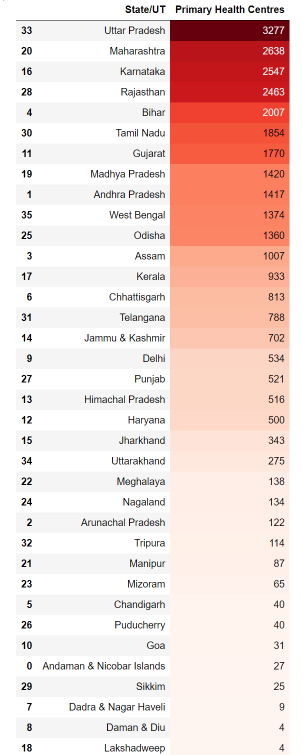 State/UT Primary Health Centres
33 Uttar Pradesh 3277
20 Maharashtra 2638
16 Karnataka 2547
28 Rajasthan 2463
4 Bihar 2007
30 Tamil Nadu 1854
11 Gujarat 1770
19 Madhya Pradesh 1420
1 Andhra Pradesh 1417
35 West Bengal 1374
25 Odisha 1360
3 Assam 1007
17 Kerala 933
6 Chhattisgarh 813
31 Telangana 788
14 Jammu & Kashmir 702
9 Delhi 534
27 Punjab 521
13 Himachal Pradesh 516
12 Haryana 500
15 Jharkhand 343
34 Uttarakhand 275
22 Meghalaya 138
24 Nagaland 134
2 Arunachal Pradesh 122
32 Tripura 114
21 Manipur 87
23 Mizoram 65
5 Chandigarh 40
26 Puducherry 40
10 Goa 31
0 Andaman & Nicobar Islands 27
29 Sikkim 25
7 Dadra & Nagar Haveli 9
8 Daman & Diu 4
18 Lakshadweep 4